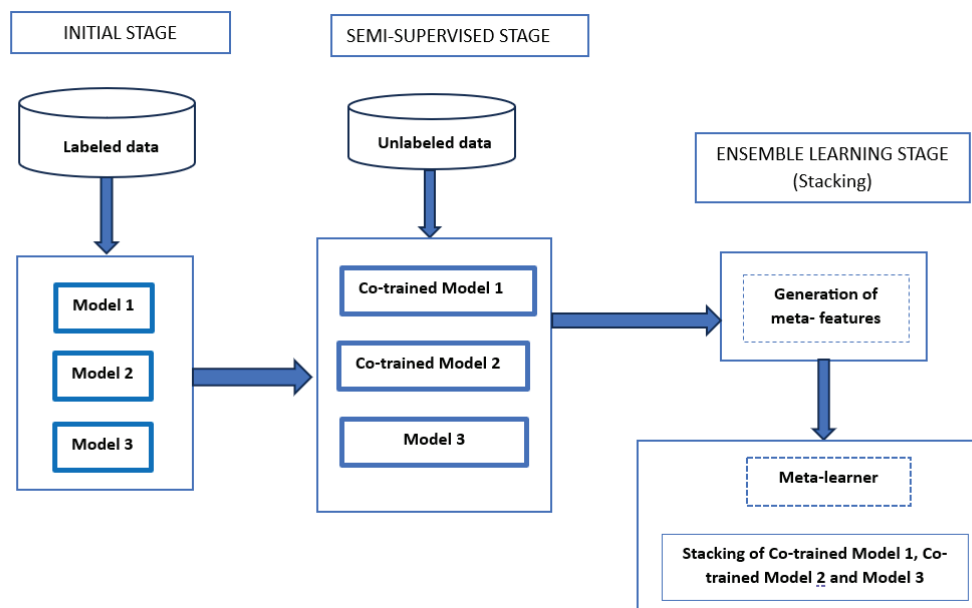 INITIAL STAGE
SEMI-SUPERVISED STAGE
Labeled data
Unlabeled data
ENSEMBLE LEARNING STAGE
(Stacking)
Model 1
Model 2
Model 3
Co-trained Model 1
Co-trained Model 2
Model 3
Generation of
meta- features
Meta-learner
Stacking of Co-trained Model 1, Co-
trained Model 2 and Model 3